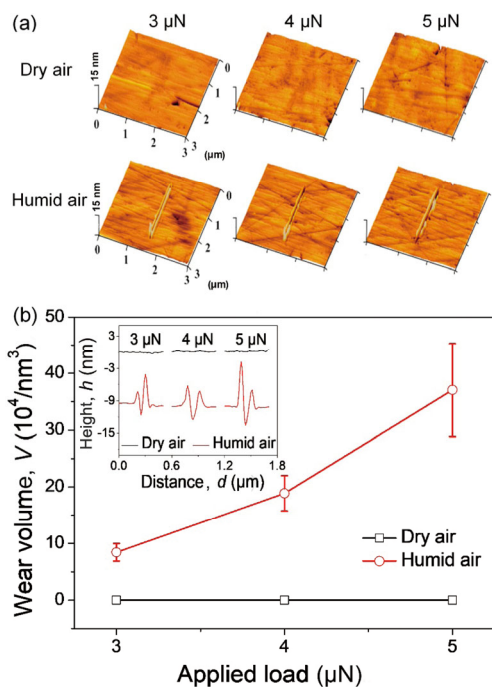 (a)
3 μN 4 μN 5 μN
Dry air
15 nm
0
1
2
3
0
1
2
3
(μm)
Humid air
15 nm
0
1
2
3
0
1
2
3
(μm)
(b)
Wear volume, V (10⁴/nm³)
50
40
30
20
10
0
Height, h (nm)
3
-3
-9
-15
3 μN 4 μN 5 μN
Dry air Humid air
0.0 0.6 1.2 1.8
Distance, d (μm)
Dry air
Humid air
3 4 5
Applied load (μN)